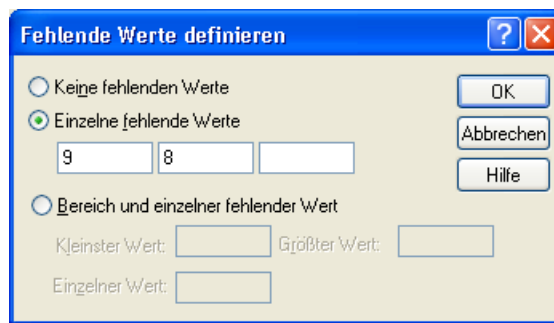 Fehlende Werte definieren
Keine fehlenden Werte
OK
Einzelne fehlende Werte
Abbrechen
9 8
Hilfe
Bereich und einzelner fehlender Wert
Kleinster Wert: Größter Wert:
Einzelner Wert: